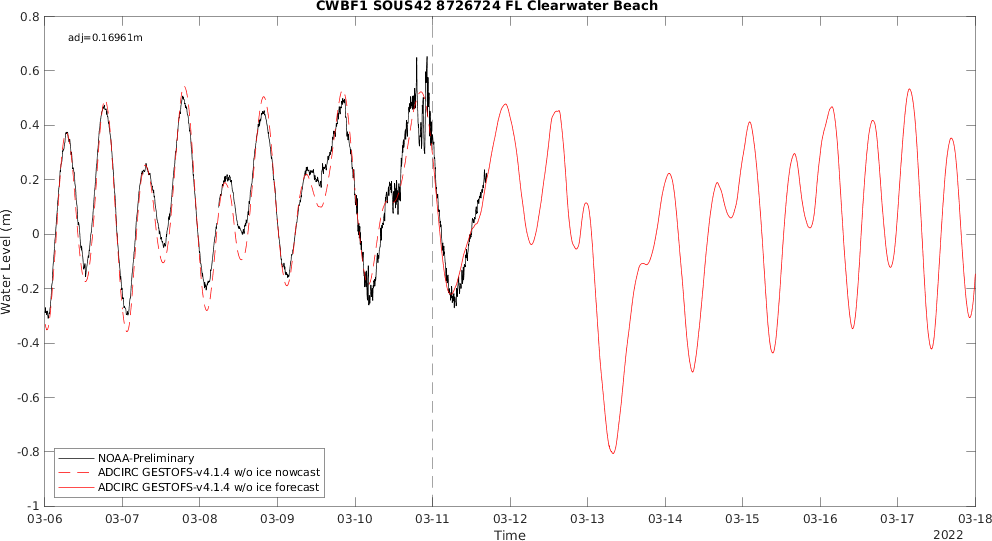 CWBF1 SOUS42 8726724 FL Clearwater Beach
adj=0.16961m
0.8
0.6
0.4
0.2
0
-0.2
-0.4
-0.6
-0.8
-1
Water Level (m)
NOAA-Preliminary
ADCIRC GESTOFS-v4.1.4 w/o ice nowcast
ADCIRC GESTOFS-v4.1.4 w/o ice forecast
03-06 03-07 03-08 03-09 03-10 03-11 03-12 03-13 03-14 03-15 03-16 03-17 03-18
Time
2022